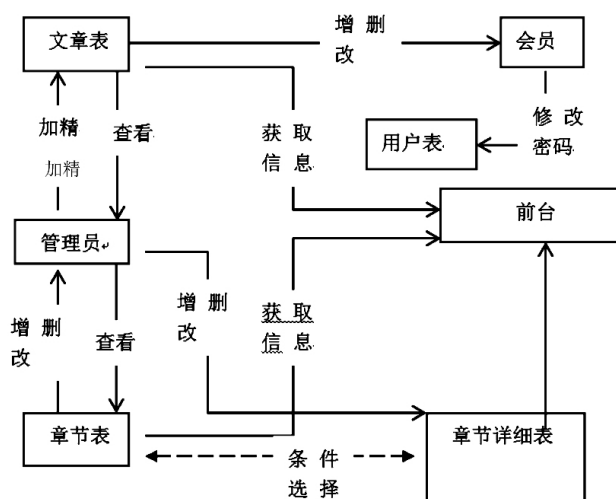 文章表
增 删
改
会员
加精
查看
获 取
信 息
用户表
修 改
密码
加精
前台
管理员
增 删
改
查看
增 删
改
获 取
信 息
章节表
条 件
选 择
章节详细表